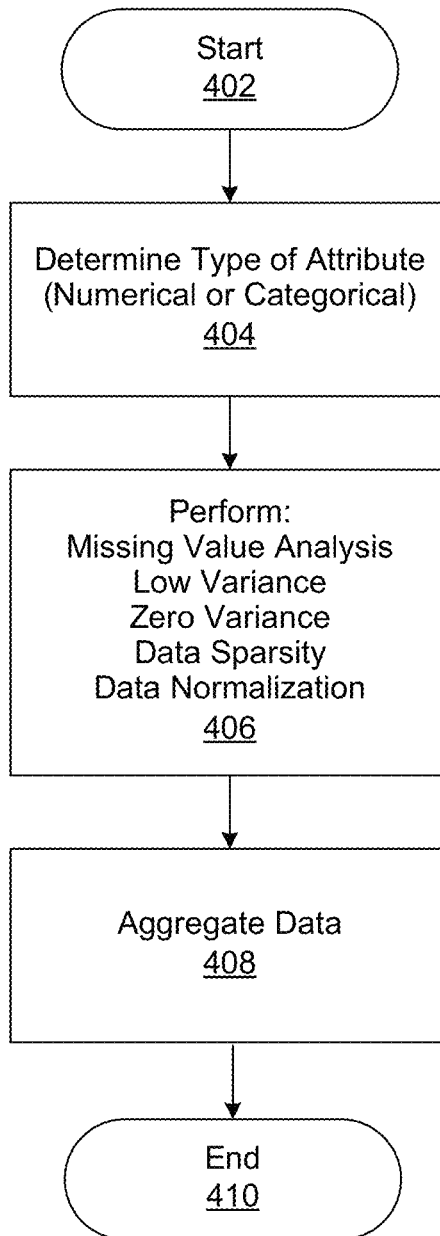 Start
402
Determine Type of Attribute
(Numerical or Categorical)
404
Perform:
Missing Value Analysis
Low Variance
Zero Variance
Data Sparsity
Data Normalization
406
Aggregate Data
408
End
410